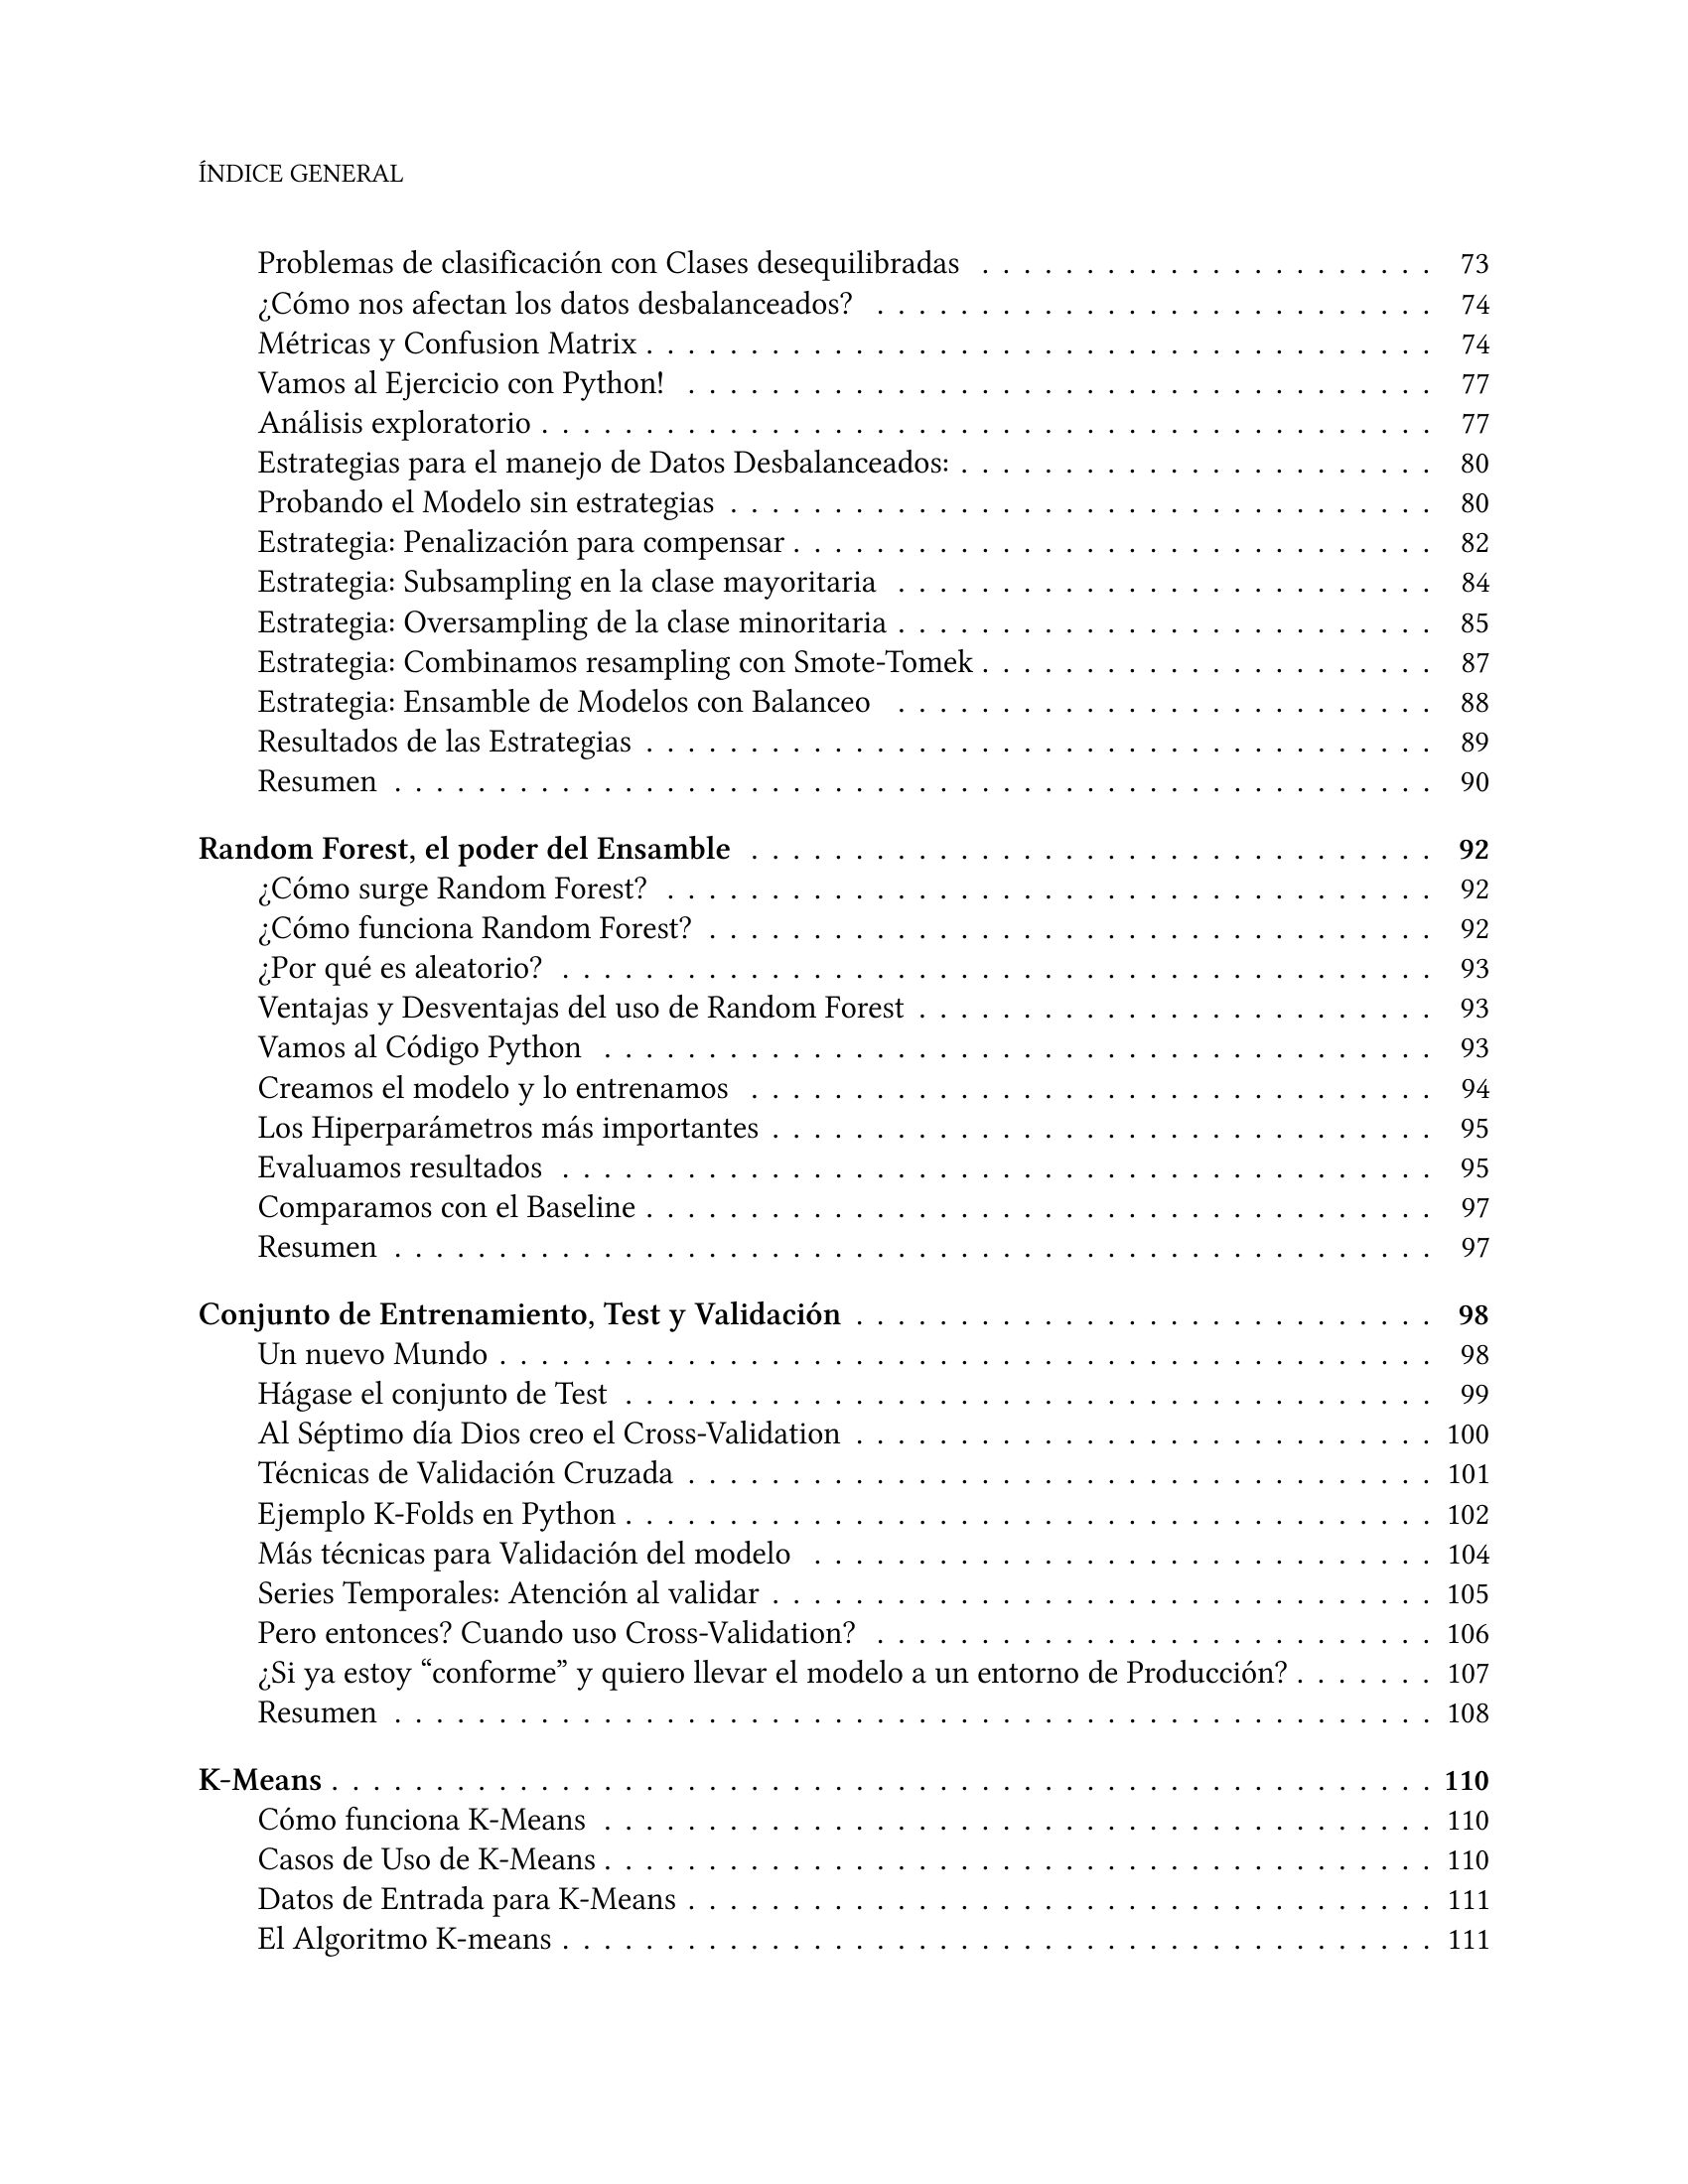 ÍNDICE GENERAL
Problemas de clasificación con Clases desequilibradas . . . . . . . . . . . . . . . . . . . . . . 73
¿Cómo nos afectan los datos desbalanceados? . . . . . . . . . . . . . . . . . . . . . . . . . . . 74
Métricas y Confusion Matrix . . . . . . . . . . . . . . . . . . . . . . . . . . . . . . . . . . . . . . 74
Vamos al Ejercicio con Python! . . . . . . . . . . . . . . . . . . . . . . . . . . . . . . . . . . . . 77
Análisis exploratorio . . . . . . . . . . . . . . . . . . . . . . . . . . . . . . . . . . . . . . . . . . . 77
Estrategias para el manejo de Datos Desbalanceados: . . . . . . . . . . . . . . . . . . . . . . . 80
Probando el Modelo sin estrategias . . . . . . . . . . . . . . . . . . . . . . . . . . . . . . . . . . 80
Estrategia: Penalización para compensar . . . . . . . . . . . . . . . . . . . . . . . . . . . . . . . 82
Estrategia: Subsampling en la clase mayoritaria . . . . . . . . . . . . . . . . . . . . . . . . . . 84
Estrategia: Oversampling de la clase minoritaria . . . . . . . . . . . . . . . . . . . . . . . . . . 85
Estrategia: Combinamos resampling con Smote-Tomek . . . . . . . . . . . . . . . . . . . . . . 87
Estrategia: Ensamble de Modelos con Balanceo . . . . . . . . . . . . . . . . . . . . . . . . . . 88
Resultados de las Estrategias . . . . . . . . . . . . . . . . . . . . . . . . . . . . . . . . . . . . . . 89
Resumen . . . . . . . . . . . . . . . . . . . . . . . . . . . . . . . . . . . . . . . . . . . . . . . . . . 90
Random Forest, el poder del Ensamble . . . . . . . . . . . . . . . . . . . . . . . . . . . . . . . . . 92
¿Cómo surge Random Forest? . . . . . . . . . . . . . . . . . . . . . . . . . . . . . . . . . . . . . 92
¿Cómo funciona Random Forest? . . . . . . . . . . . . . . . . . . . . . . . . . . . . . . . . . . . 92
¿Por qué es aleatorio? . . . . . . . . . . . . . . . . . . . . . . . . . . . . . . . . . . . . . . . . . . 93
Ventajas y Desventajas del uso de Random Forest . . . . . . . . . . . . . . . . . . . . . . . . . 93
Vamos al Código Python . . . . . . . . . . . . . . . . . . . . . . . . . . . . . . . . . . . . . . . . 93
Creamos el modelo y lo entrenamos . . . . . . . . . . . . . . . . . . . . . . . . . . . . . . . . . 94
Los Hiperparámetros más importantes . . . . . . . . . . . . . . . . . . . . . . . . . . . . . . . . 95
Evaluamos resultados . . . . . . . . . . . . . . . . . . . . . . . . . . . . . . . . . . . . . . . . . . 95
Comparamos con el Baseline . . . . . . . . . . . . . . . . . . . . . . . . . . . . . . . . . . . . . . 97
Resumen . . . . . . . . . . . . . . . . . . . . . . . . . . . . . . . . . . . . . . . . . . . . . . . . . . 97
Conjunto de Entrenamiento, Test y Validación . . . . . . . . . . . . . . . . . . . . . . . . . . . . 98
Un nuevo Mundo . . . . . . . . . . . . . . . . . . . . . . . . . . . . . . . . . . . . . . . . . . . . . 98
Hágase el conjunto de Test . . . . . . . . . . . . . . . . . . . . . . . . . . . . . . . . . . . . . . . 99
Al Séptimo día Dios creo el Cross-Validation . . . . . . . . . . . . . . . . . . . . . . . . . . . . 100
Técnicas de Validación Cruzada . . . . . . . . . . . . . . . . . . . . . . . . . . . . . . . . . . . . 101
Ejemplo K-Folds en Python . . . . . . . . . . . . . . . . . . . . . . . . . . . . . . . . . . . . . . . 102
Más técnicas para Validación del modelo . . . . . . . . . . . . . . . . . . . . . . . . . . . . . . 104
Series Temporales: Atención al validar . . . . . . . . . . . . . . . . . . . . . . . . . . . . . . . . 105
Pero entonces? Cuando uso Cross-Validation? . . . . . . . . . . . . . . . . . . . . . . . . . . . 106
¿Si ya estoy “conforme” y quiero llevar el modelo a un entorno de Producción? . . . . . . . 107
Resumen . . . . . . . . . . . . . . . . . . . . . . . . . . . . . . . . . . . . . . . . . . . . . . . . . . 108
K-Means . . . . . . . . . . . . . . . . . . . . . . . . . . . . . . . . . . . . . . . . . . . . . . . . . . . . . 110
Cómo funciona K-Means . . . . . . . . . . . . . . . . . . . . . . . . . . . . . . . . . . . . . . . . 110
Casos de Uso de K-Means . . . . . . . . . . . . . . . . . . . . . . . . . . . . . . . . . . . . . . . . 110
Datos de Entrada para K-Means . . . . . . . . . . . . . . . . . . . . . . . . . . . . . . . . . . . . 111
El Algoritmo K-means . . . . . . . . . . . . . . . . . . . . . . . . . . . . . . . . . . . . . . . . . . 111